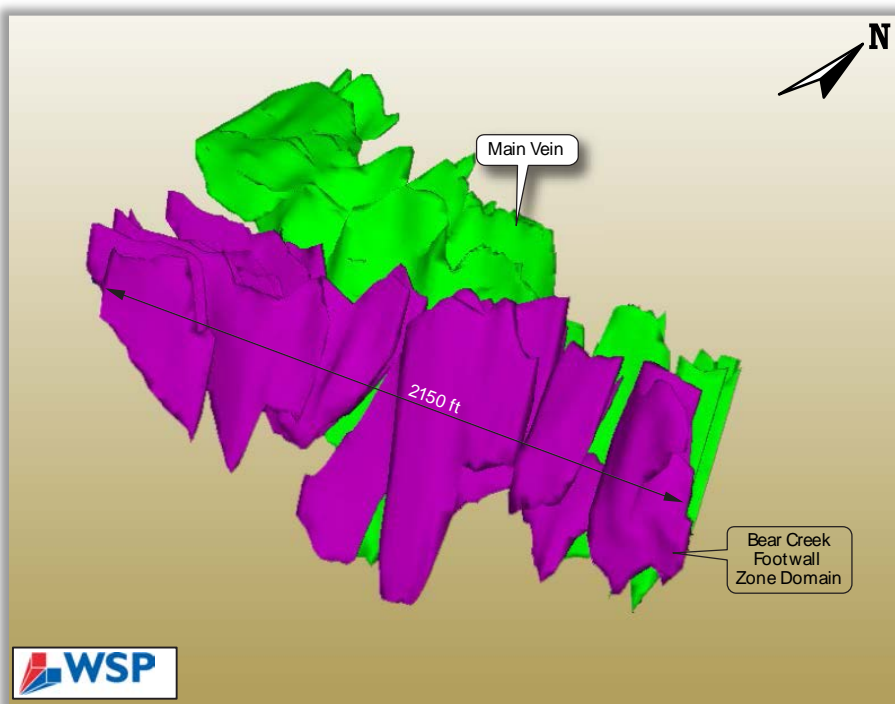 N
Main Vein
2150 ft
Bear Creek
Footwall
Zone Domain
WSP